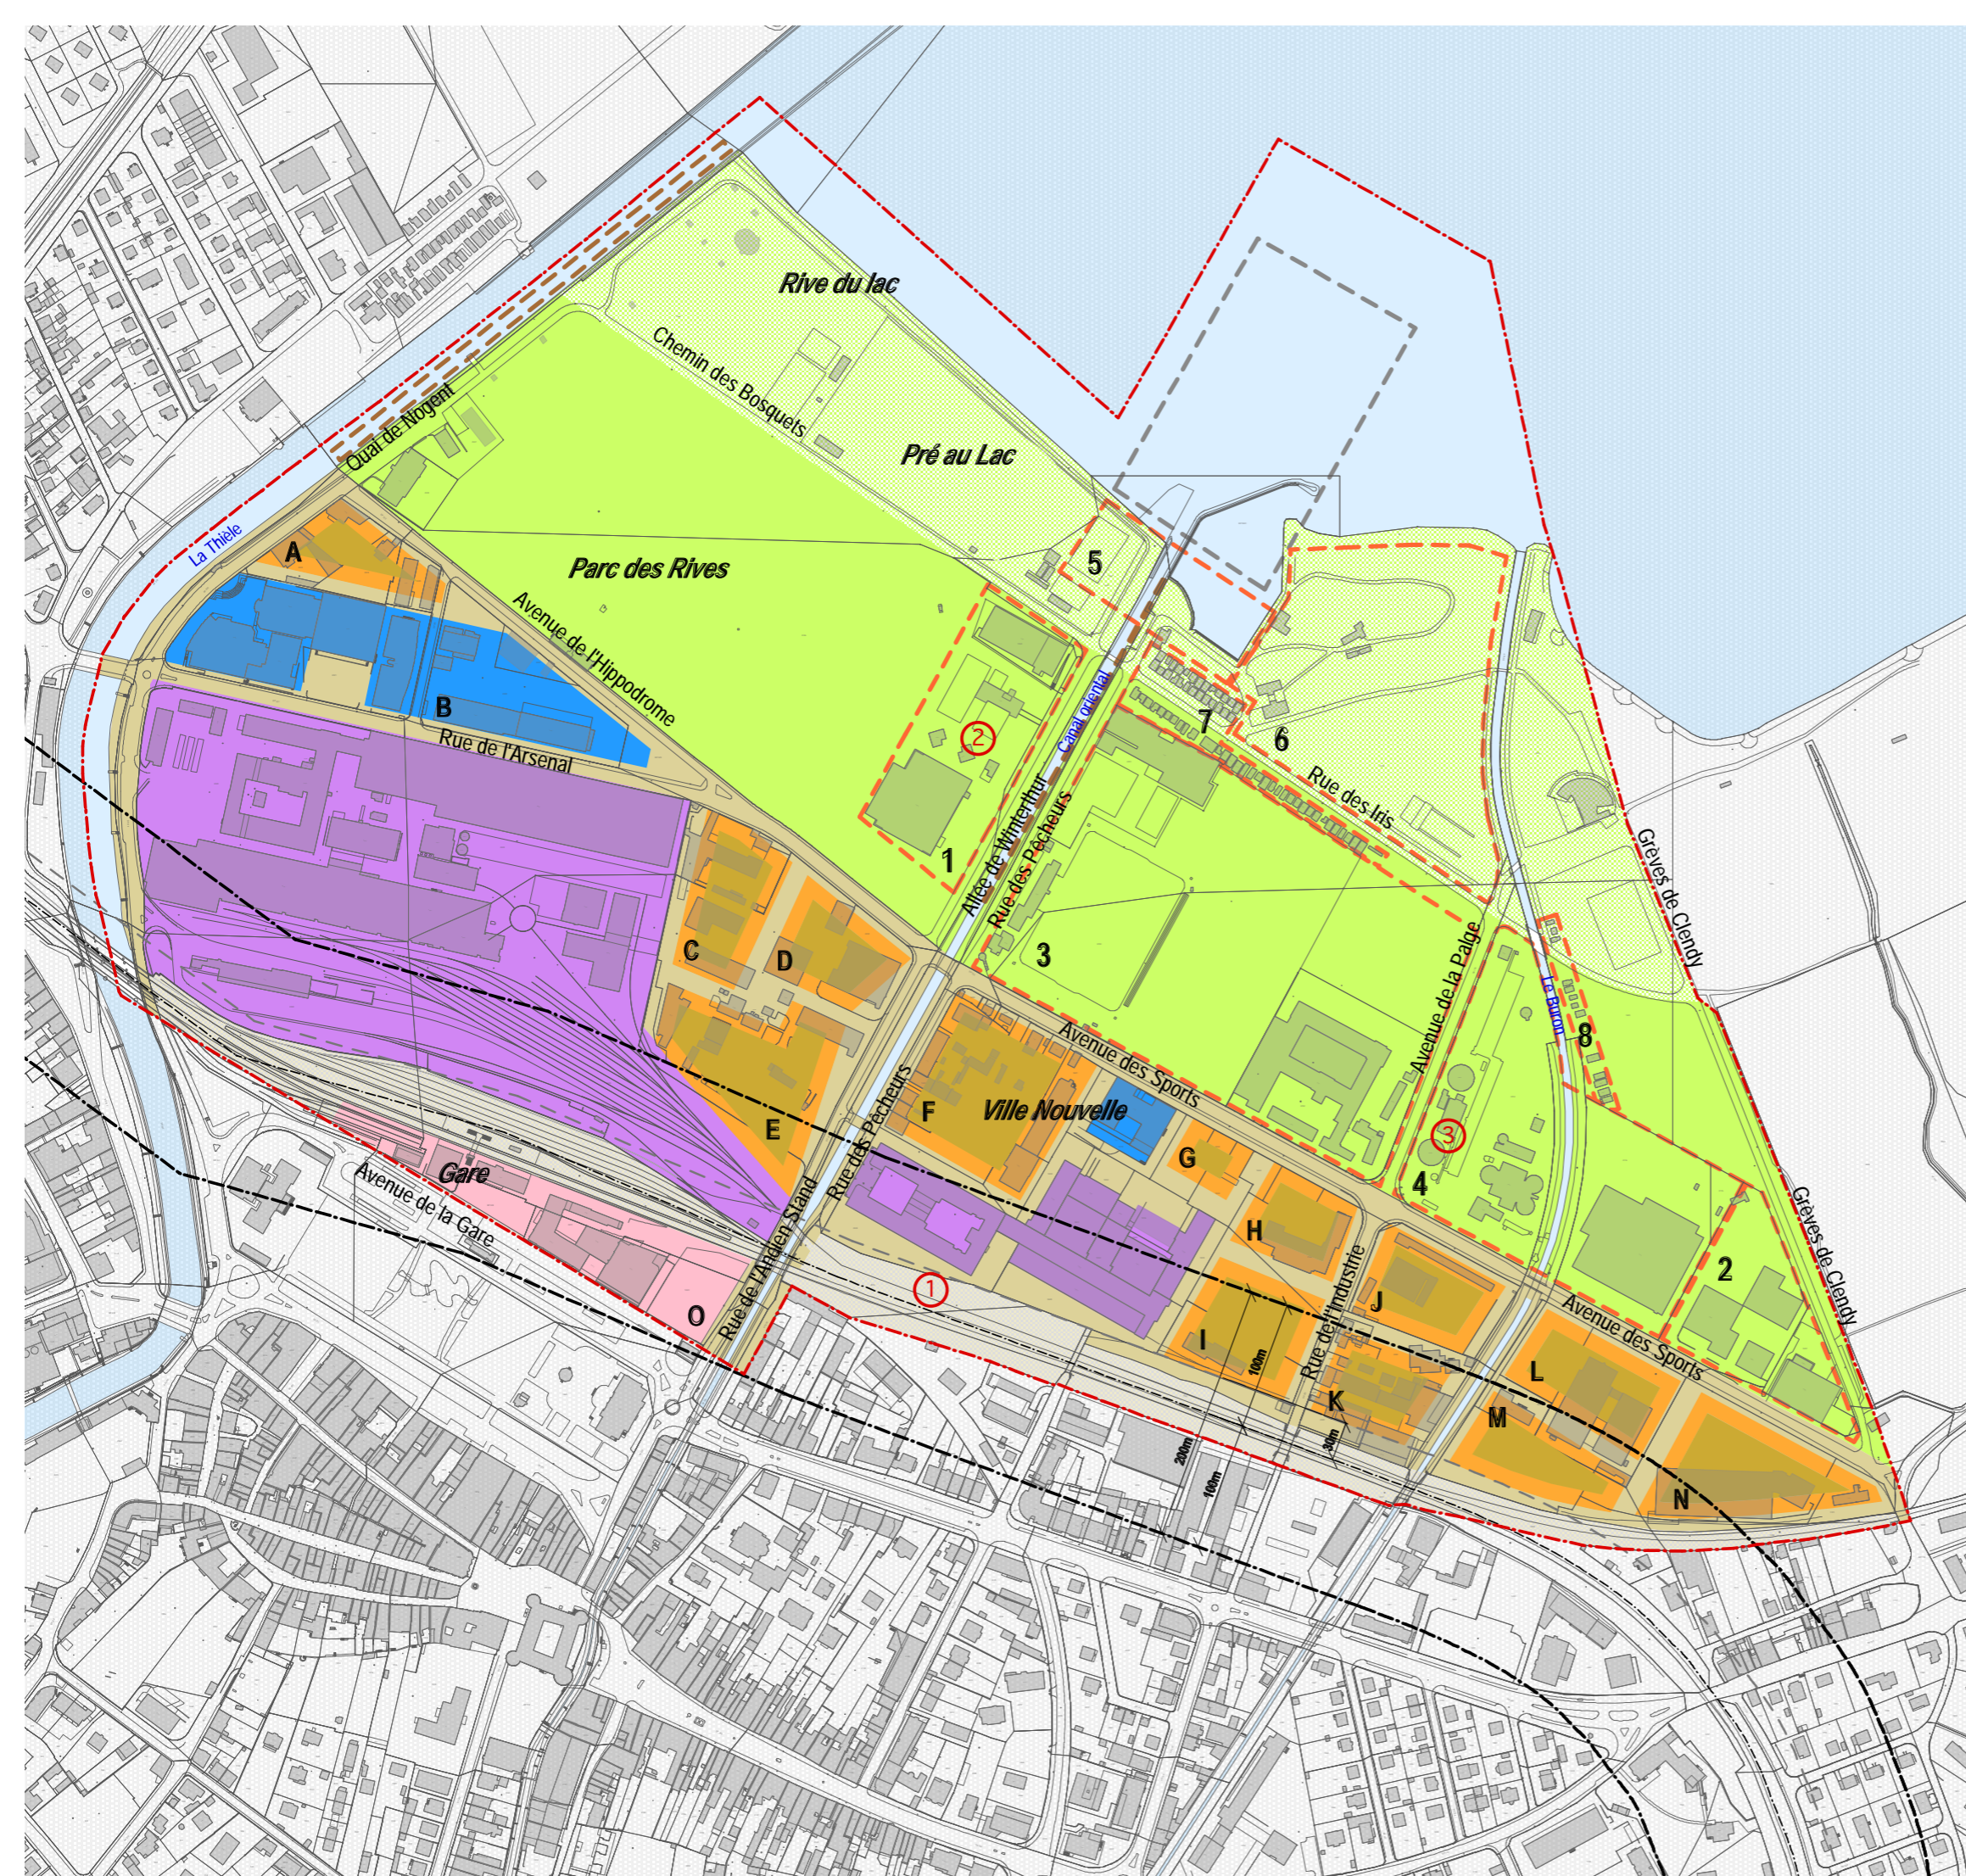 Rive du lac
Chemin des Bosquets
Quai de Nogent
Pré au Lac
La Thièle
A
Parc des Rives
5
Avenue de l'Hippodrome
B
Rue de l'Arsenal
2
Canal oriental
7
6
Rue des Iris
1
Allée de Winterthur
Rue des Pêcheurs
Grèves de Clendy
C
D
3
Avenue de la Palge
Le Buron
8
Avenue des Sports
F
Ville Nouvelle
E
3
G
4
Rue des Pêcheurs
Gare
Avenue de la Gare
Rue de l'Ancien Stand
O
1
H
Grèves de Clendy
2
I
J
Rue de l'Industrie
Avenue des Sports
100m
K
L
M
30m
200m
100m
N